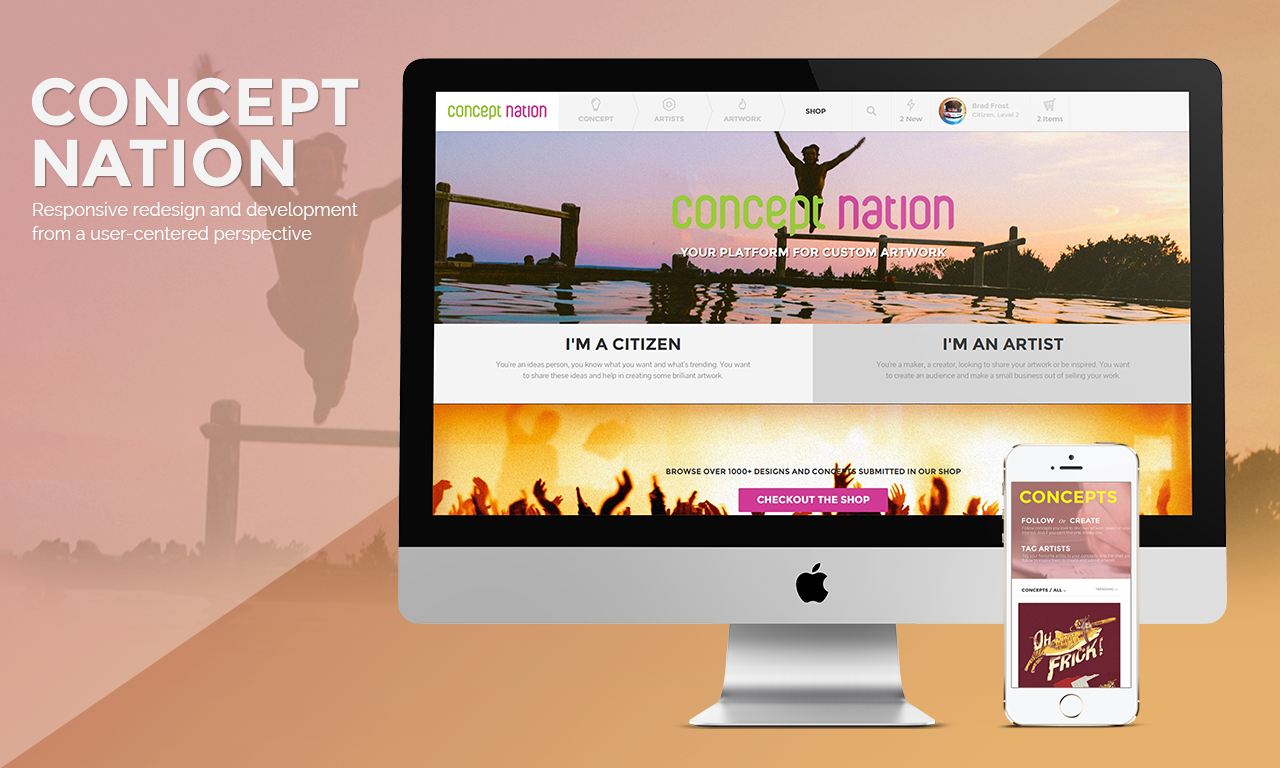 CONCEPT
NATION
Responsive redesign and development
from a user-centered perspective
concept nation
CONCEPT
ARTISTS
ARTWORK
SHOP
2 New
Brad Frost
Citizen, Level 2
2 Items
concept nation
YOUR PLATFORM FOR CUSTOM ARTWORK
I'M A CITIZEN
You're an ideas person, you know what you want and what's trending. You want
to share these ideas and help in creating some brilliant artwork.
I'M AN ARTIST
You're a maker, a creator, looking to share your artwork or be inspired. You want
to create an audience and make a small business out of selling your work.
BROWSE OVER 1000+ DESIGNS AND CONCEPTS SUBMITTED IN OUR SHOP
CHECKOUT THE SHOP
CONCEPTS
FOLLOW Or CREATE
TAG ARTISTS
CONCEPTS / ALL
TRENDING
OH
FRICK!